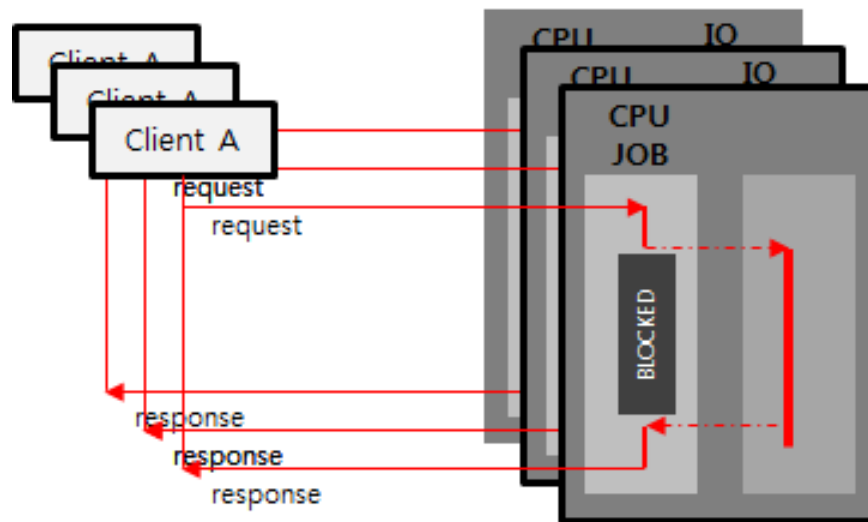 CPU IO
CPU IO
CPU
JOB
Client A
Client A
Client A
request
request
BLOCKED
response
response
response